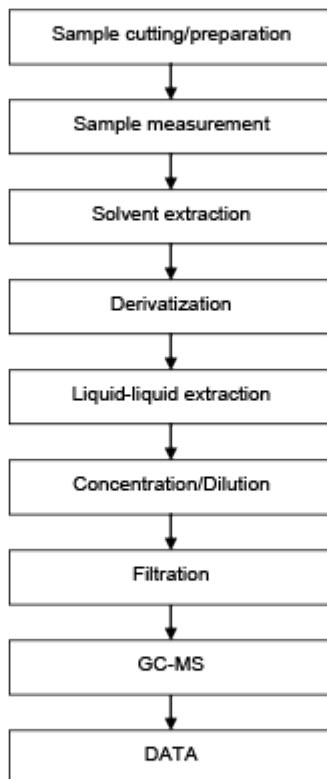 Sample cutting/preparation
Sample measurement
Solvent extraction
Derivatization
Liquid-liquid extraction
Concentration/Dilution
Filtration
GC-MS
DATA